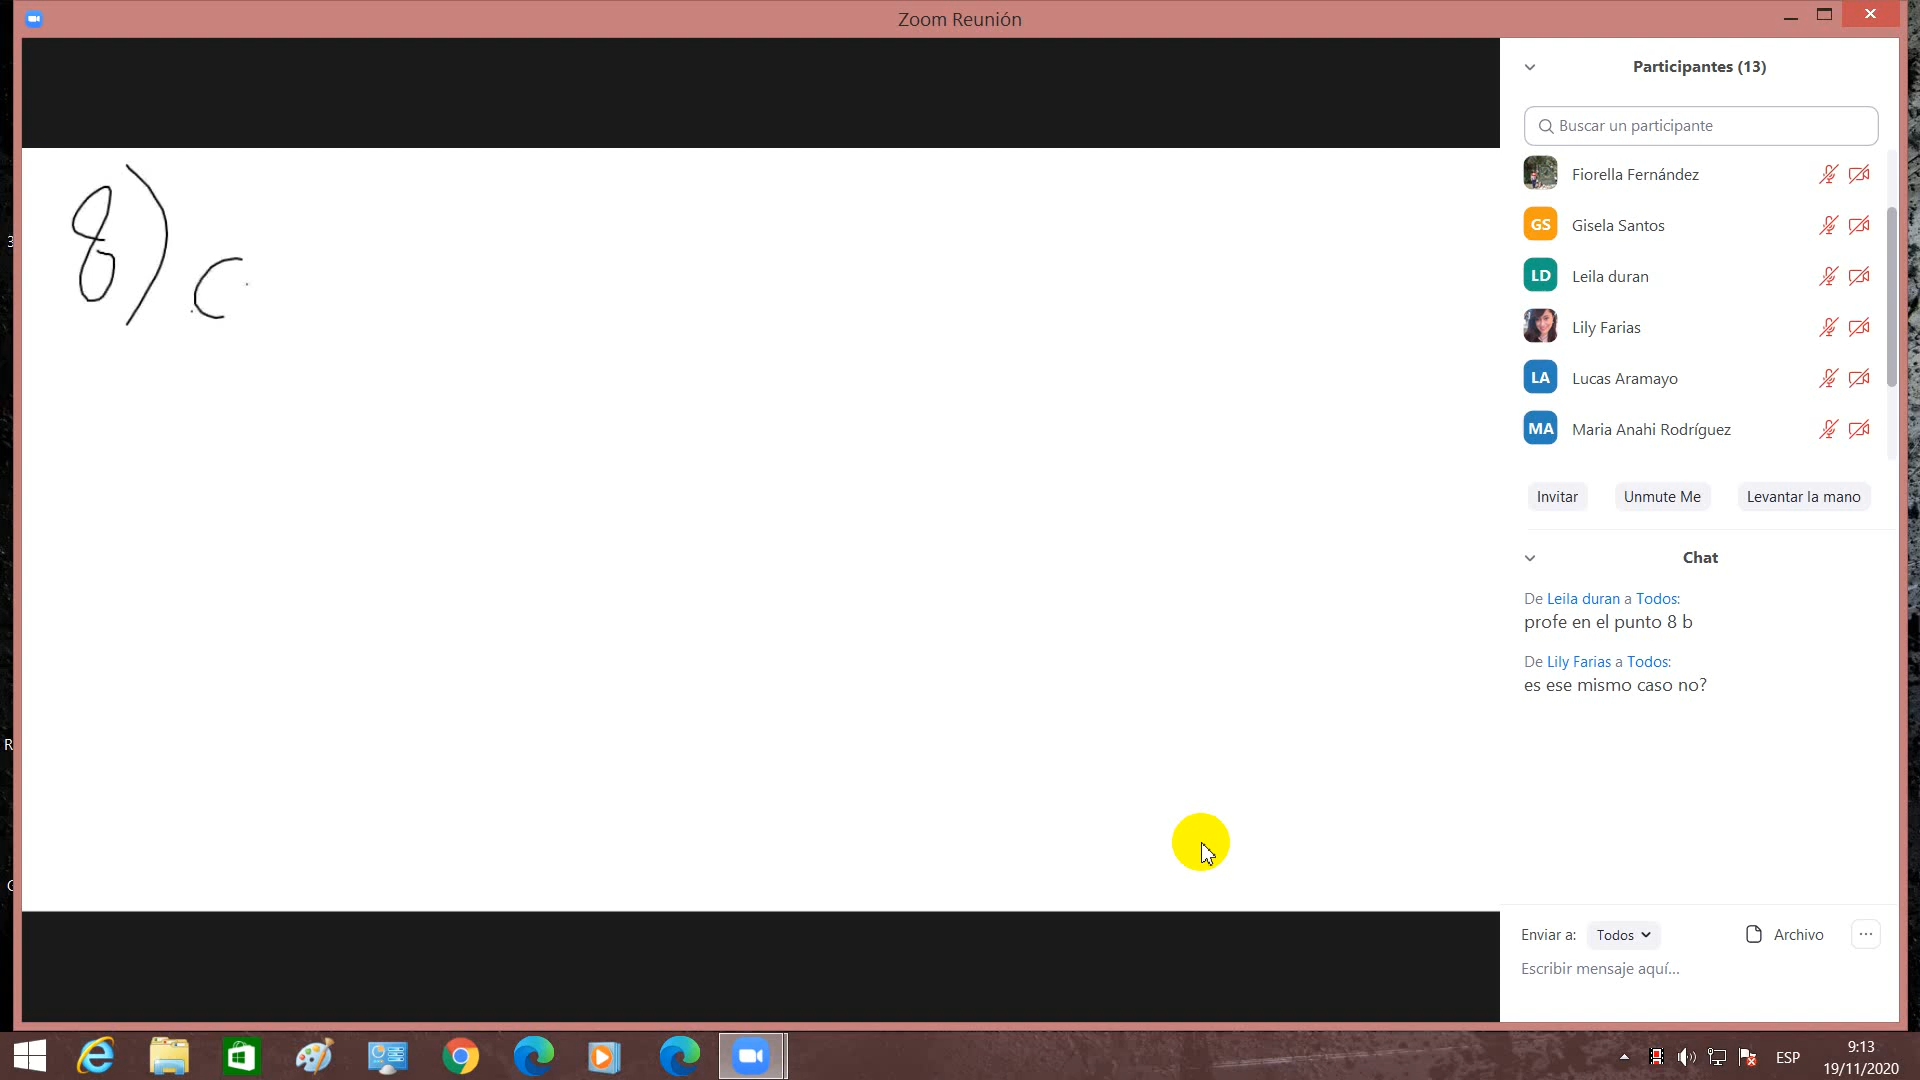 Zoom Reunión
8) c
Participantes (13)
Buscar un participante
Fiorella Fernández
GS Gisela Santos
LD Leila duran
Lily Farias
LA Lucas Aramayo
MA Maria Anahi Rodríguez
Invitar Unmute Me Levantar la mano
Chat
De Leila duran a Todos:
profe en el punto 8 b
De Lily Farias a Todos:
es ese mismo caso no?
Enviar a: Todos Archivo
Escribir mensaje aquí...
3
R
C
ESP
9:13
19/11/2020